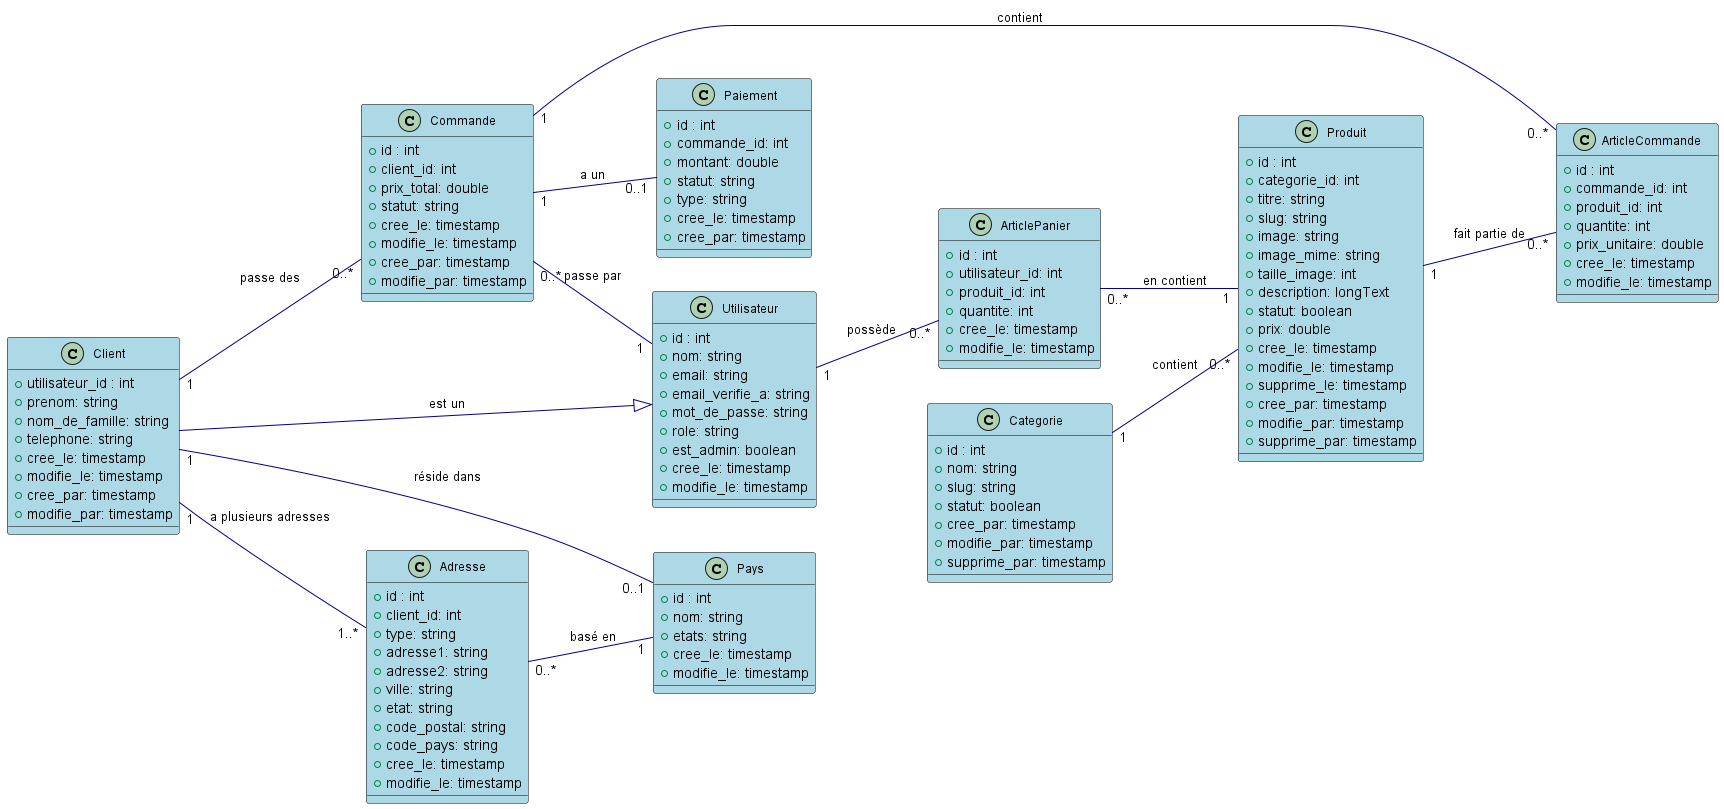 contient
1
0..*
C Commande
id : int
client_id: int
prix_total: double
statut: string
cree_le: timestamp
modifie_le: timestamp
cree_par: timestamp
modifie_par: timestamp
a un
1
0..1
C Paiement
id : int
commande_id: int
montant: double
statut: string
type: string
cree_le: timestamp
cree_par: timestamp
passe des
1
0..*
passe par
0..*
1
C Client
utilisateur_id : int
prenom: string
nom_de_famille: string
telephone: string
cree_le: timestamp
modifie_le: timestamp
cree_par: timestamp
modifie_par: timestamp
est un
C Utilisateur
id : int
nom: string
email: string
email_verifie_a: string
mot_de_passe: string
role: string
est_admin: boolean
cree_le: timestamp
modifie_le: timestamp
possède
1
0..*
C ArticlePanier
id : int
utilisateur_id: int
produit_id: int
quantite: int
cree_le: timestamp
modifie_le: timestamp
en contient
0..*
1
C Produit
id : int
categorie_id: int
titre: string
slug: string
image: string
image_mime: string
taille_image: int
description: longText
statut: boolean
prix: double
cree_le: timestamp
modifie_le: timestamp
supprime_le: timestamp
cree_par: timestamp
modifie_par: timestamp
supprime_par: timestamp
fait partie de
1
0..*
C ArticleCommande
id : int
commande_id: int
produit_id: int
quantite: int
prix_unitaire: double
cree_le: timestamp
modifie_le: timestamp
contient
1
0..*
C Categorie
id : int
nom: string
slug: string
statut: boolean
cree_par: timestamp
modifie_par: timestamp
supprime_par: timestamp
réside dans
1
0..1
a plusieurs adresses
1
1..*
C Adresse
id : int
client_id: int
type: string
adresse1: string
adresse2: string
ville: string
etat: string
code_postal: string
code_pays: string
cree_le: timestamp
modifie_le: timestamp
basé en
0..*
1
C Pays
id : int
nom: string
etats: string
cree_le: timestamp
modifie_le: timestamp